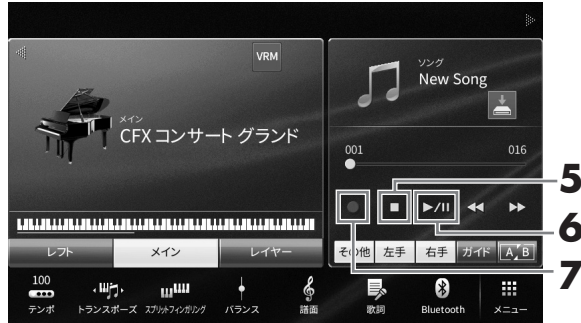 VRM
メイン
CFX コンサート グランド
ソング
New Song
001
016
5
6
7
レフト
メイン
レイヤー
その他
左手
右手
ガイド
A B
100
テンポ
トランスポーズ
スプリットフィンガリング
バランス
譜面
歌詞
Bluetooth
メニュー